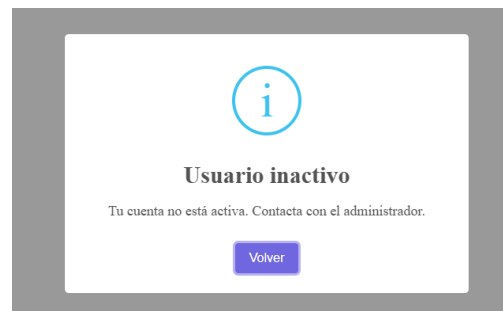 i
Usuario inactivo
Tu cuenta no está activa. Contacta con el administrador.
Volver